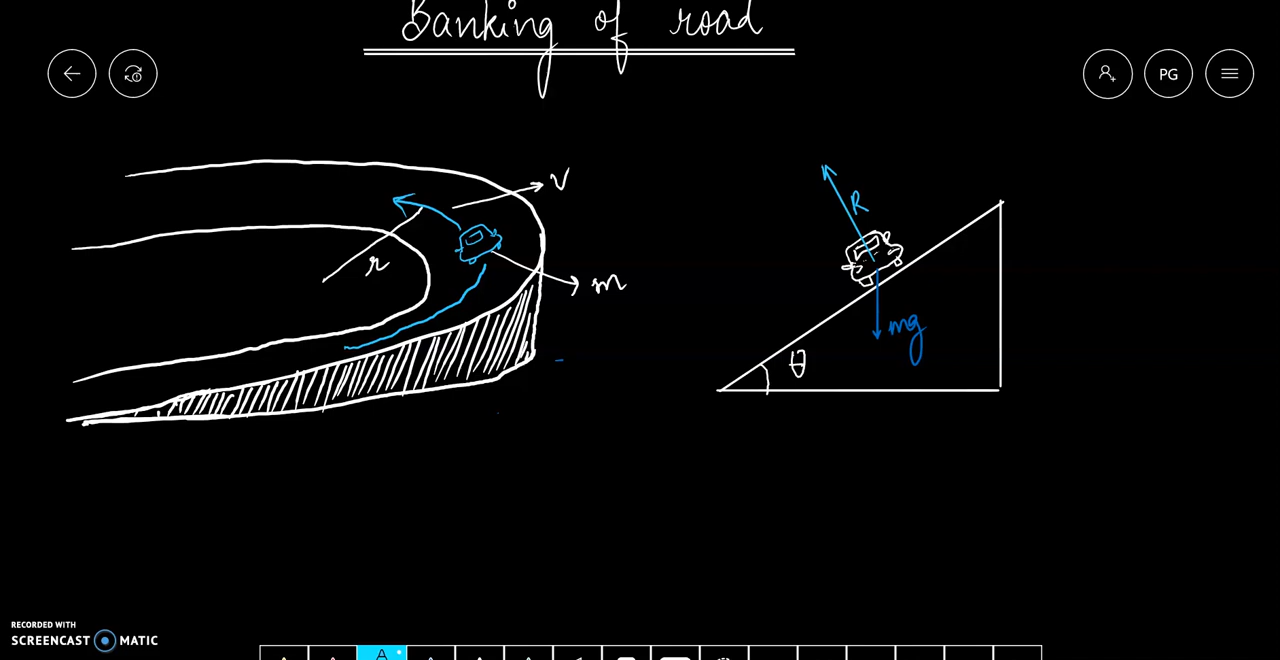 Banking of road
PG
v
r
m
R
mg
θ
RECORDED WITH
SCREENCAST MATIC
A